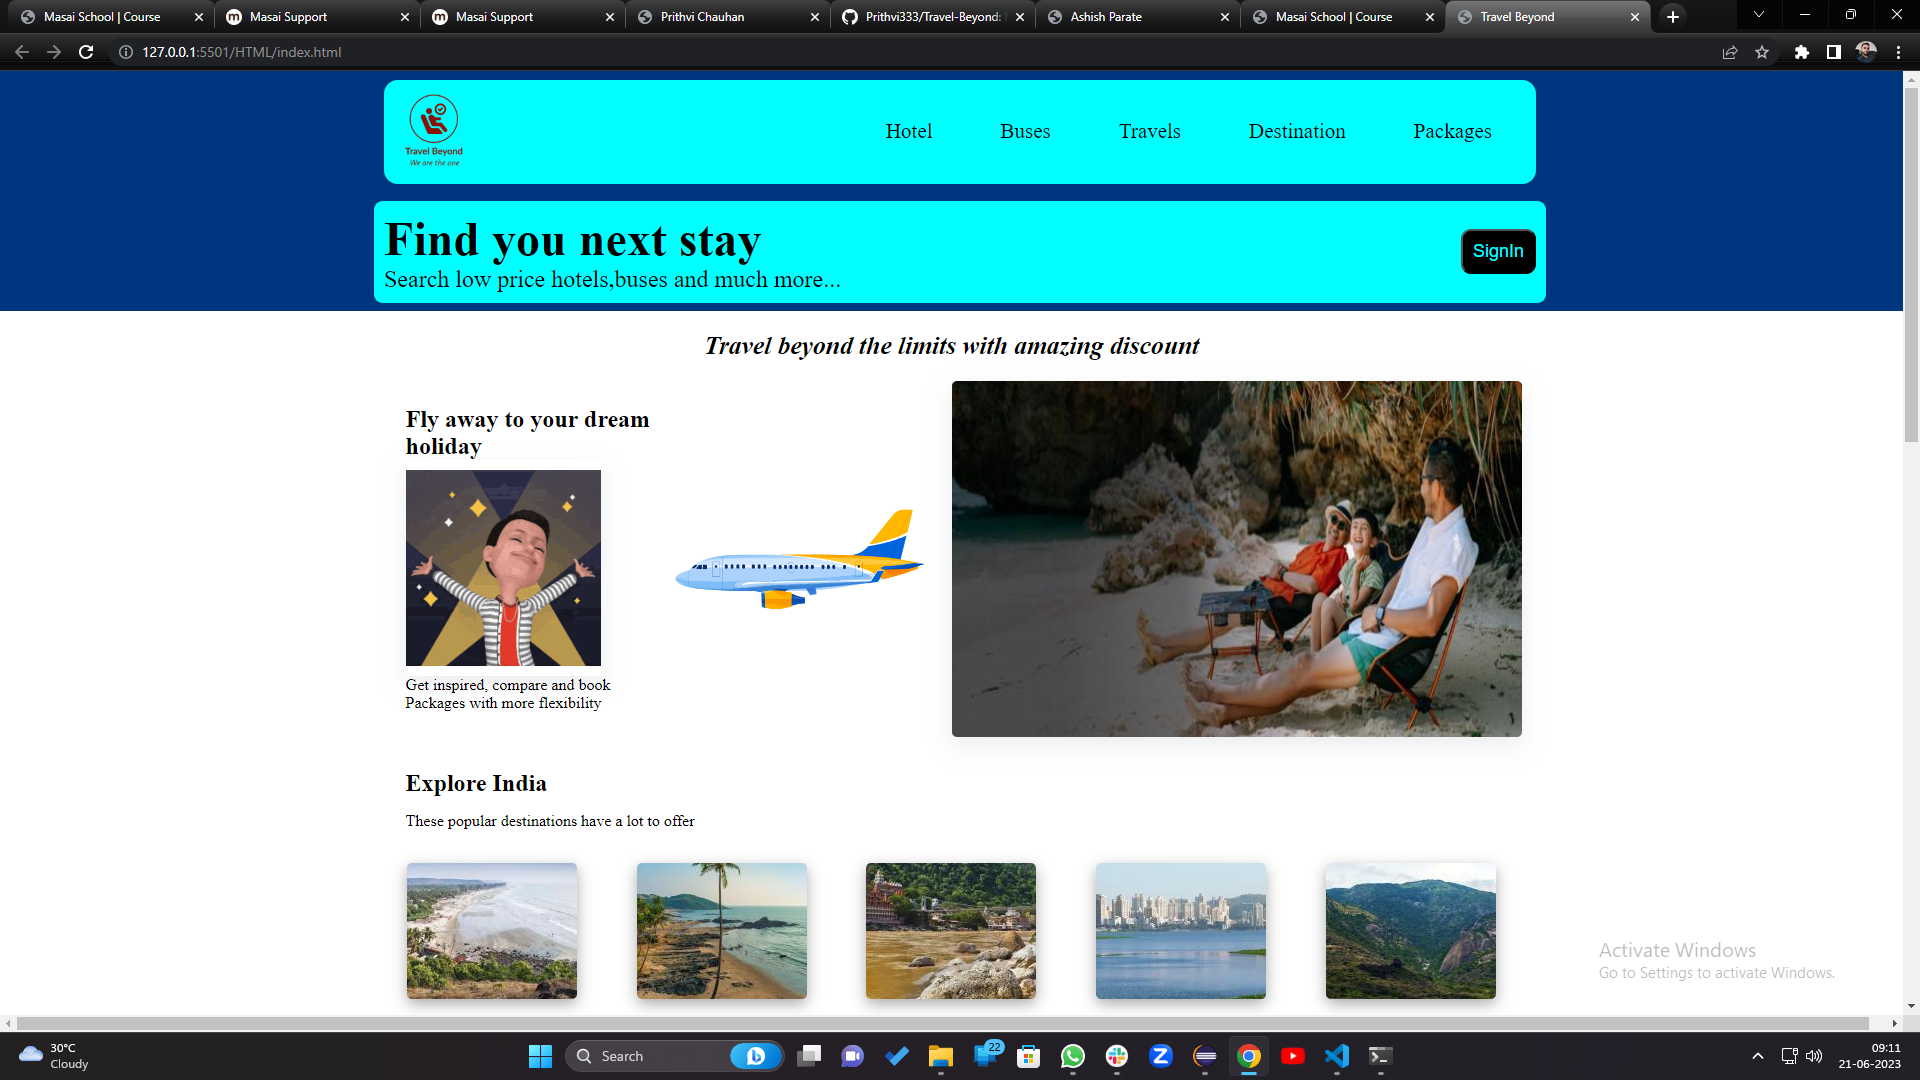 Masai School | Course
Masai Support
Masai Support
Prithvi Chauhan
Prithvi333/Travel-Beyond:
Ashish Parate
Masai School | Course
Travel Beyond
127.0.0.1:5501/HTML/index.html
Travel Beyond
We are the one
Hotel
Buses
Travels
Destination
Packages
Find you next stay
Search low price hotels,buses and much more...
SignIn
Travel beyond the limits with amazing discount
Fly away to your dream
holiday
Get inspired, compare and book
Packages with more flexibility
Explore India
These popular destinations have a lot to offer
Activate Windows
Go to Settings to activate Windows.
30°C
Cloudy
Search
22
09:11
21-06-2023